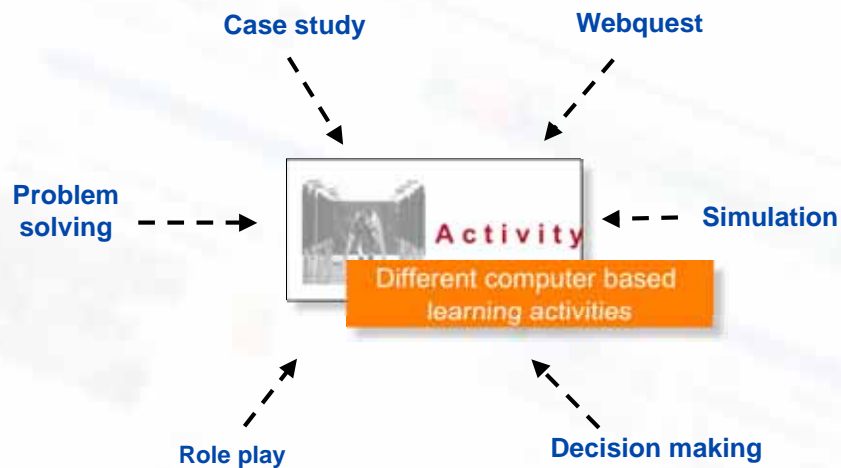 Case study
Webquest
Problem
solving
Simulation
Activity
Different computer based
learning activities
Role play
Decision making